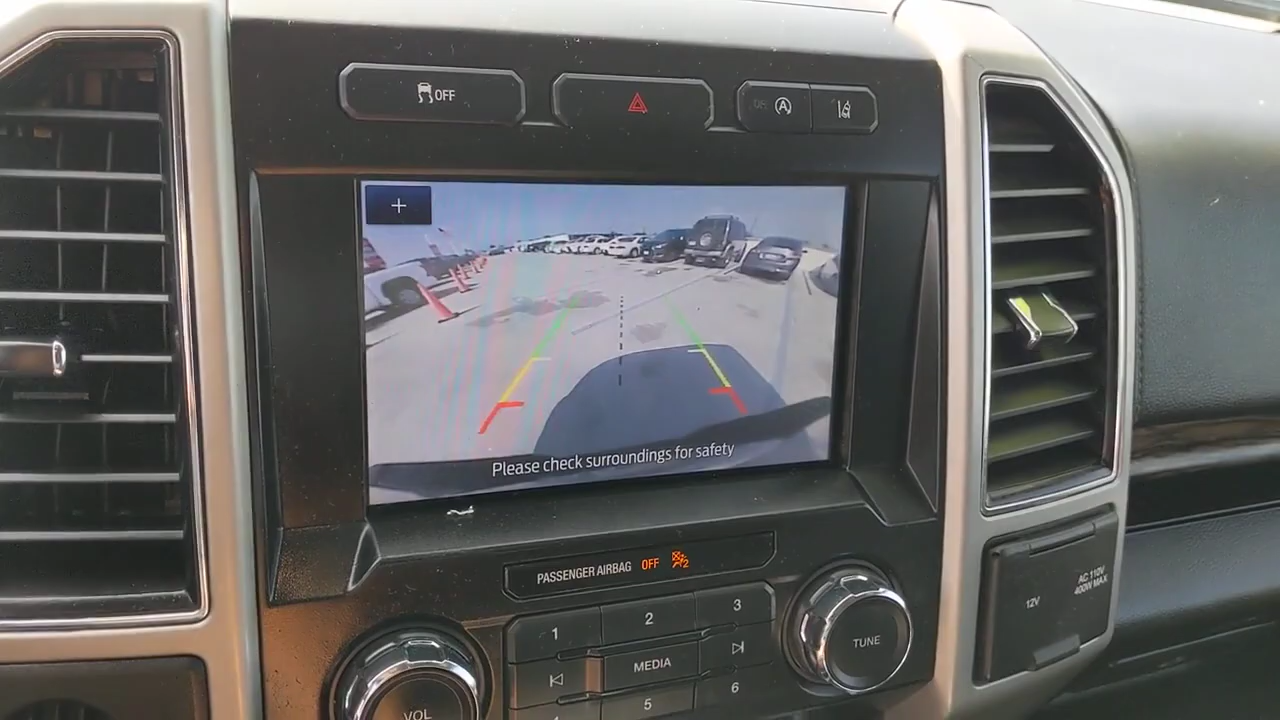 OFF
+
Please check surroundings for safety
PASSENGER AIRBAG OFF 2
1 2 3
MEDIA
5 6
VOL
TUNE
12V
AC 110V
400W MAX